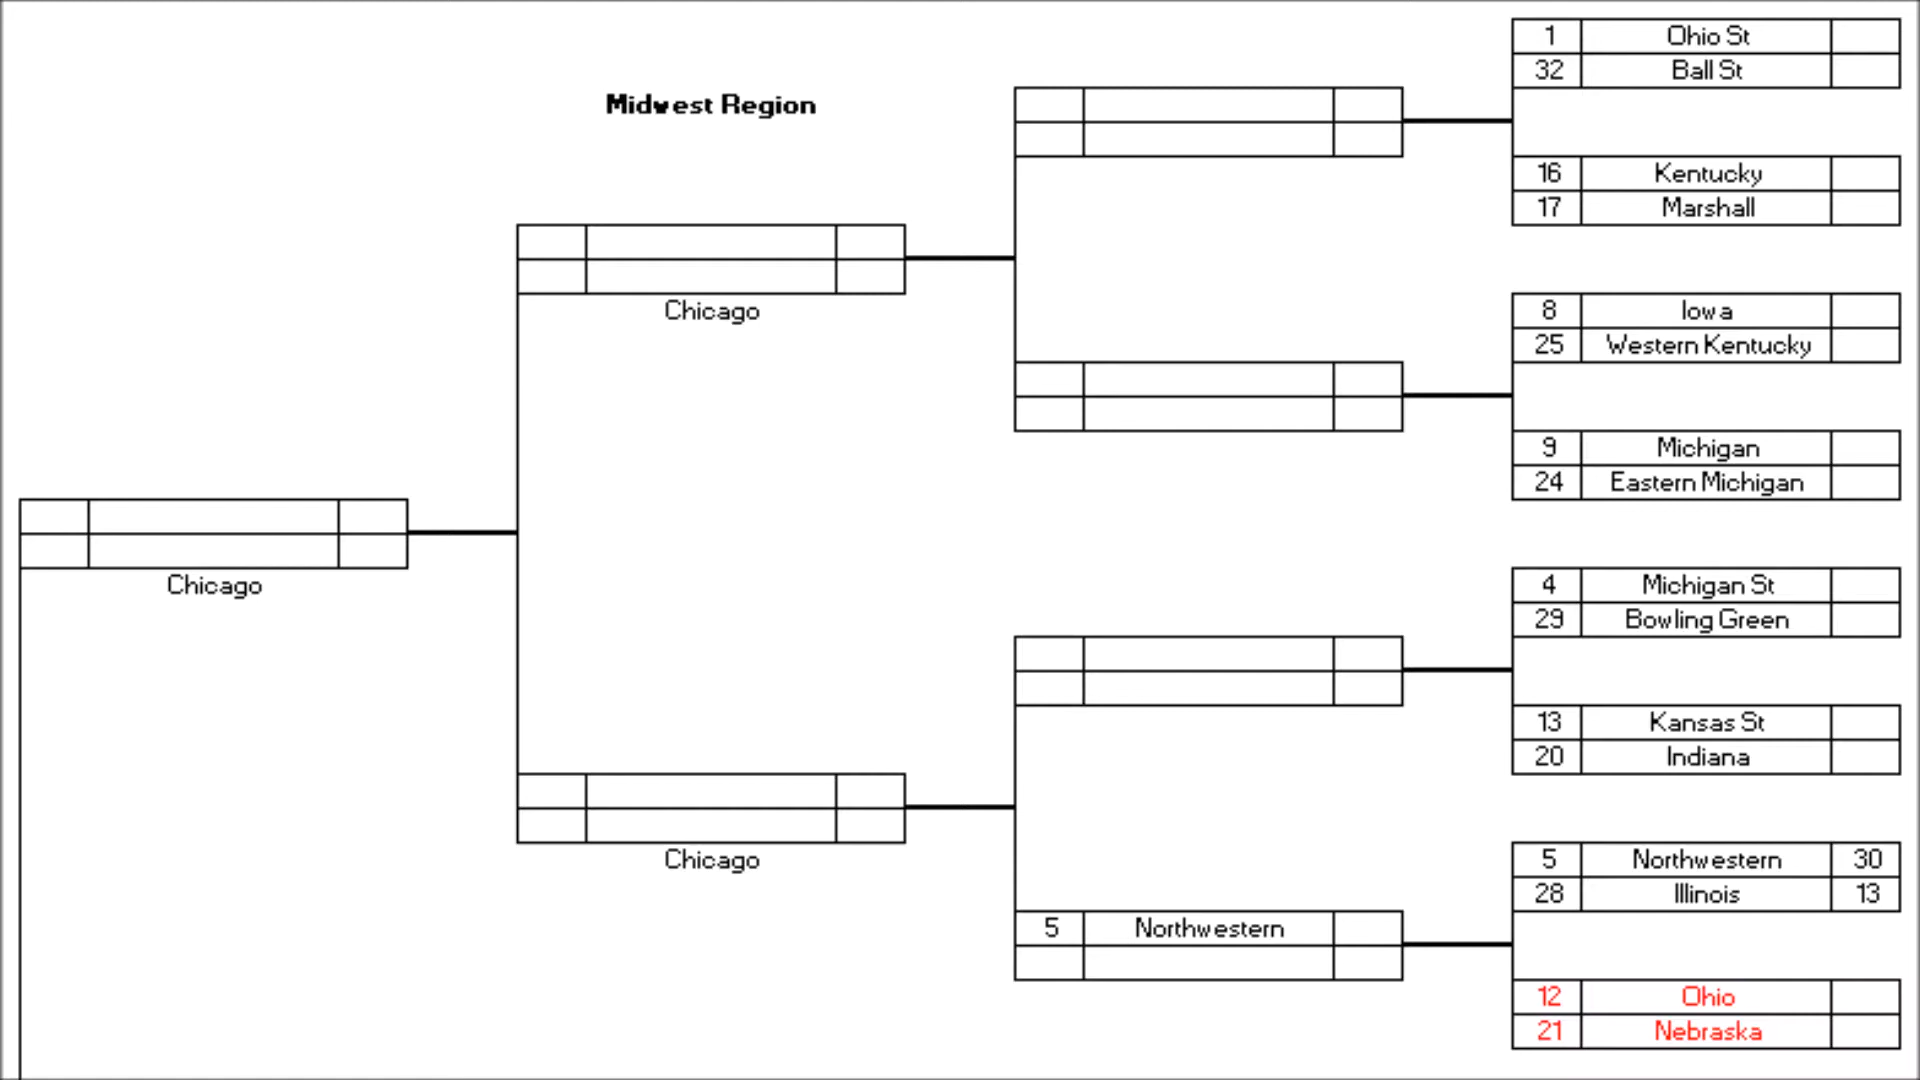 Midwest Region
1 Ohio St
32 Ball St
16 Kentucky
17 Marshall
Chicago
8 Iowa
25 Western Kentucky
9 Michigan
24 Eastern Michigan
Chicago
4 Michigan St
29 Bowling Green
13 Kansas St
20 Indiana
Chicago
5 Northwestern 30
28 Illinois 13
5 Northwestern
12 Ohio
21 Nebraska